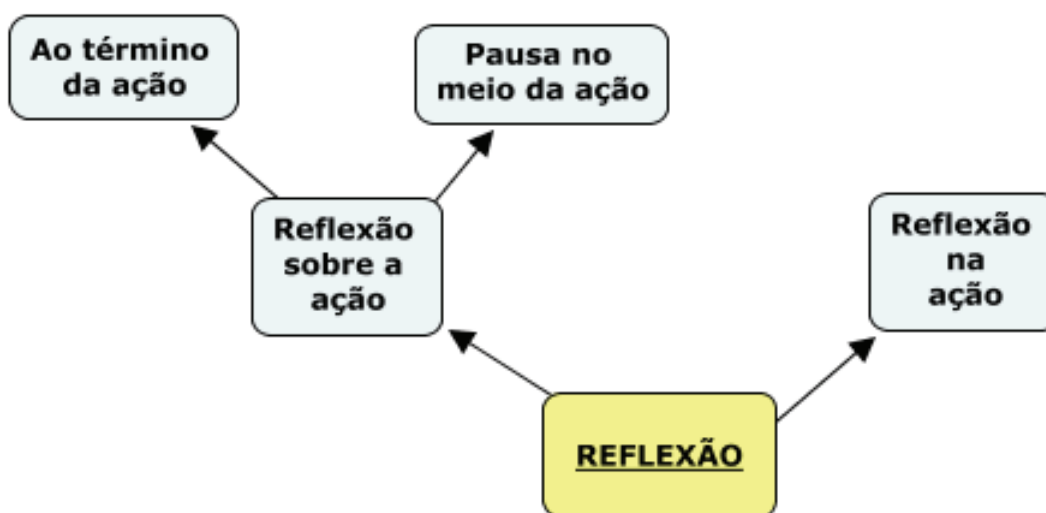 Ao término
da ação
Pausa no
meio da ação
Reflexão
sobre a
ação
Reflexão
na
ação
REFLEXÃO